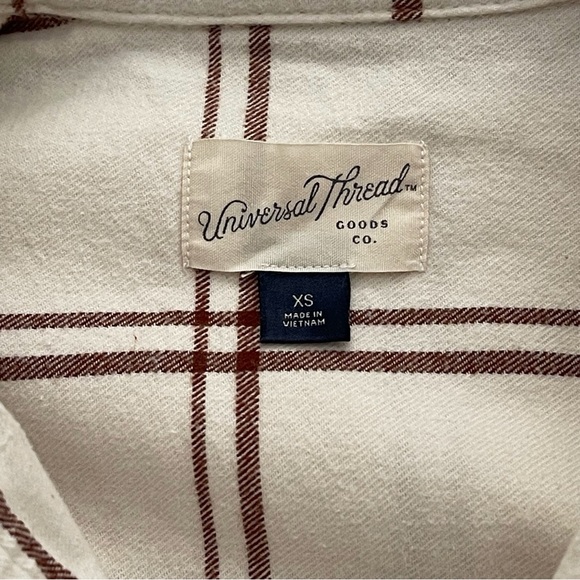 Universal Thread™
GOODS
CO.
XS
MADE IN
VIETNAM